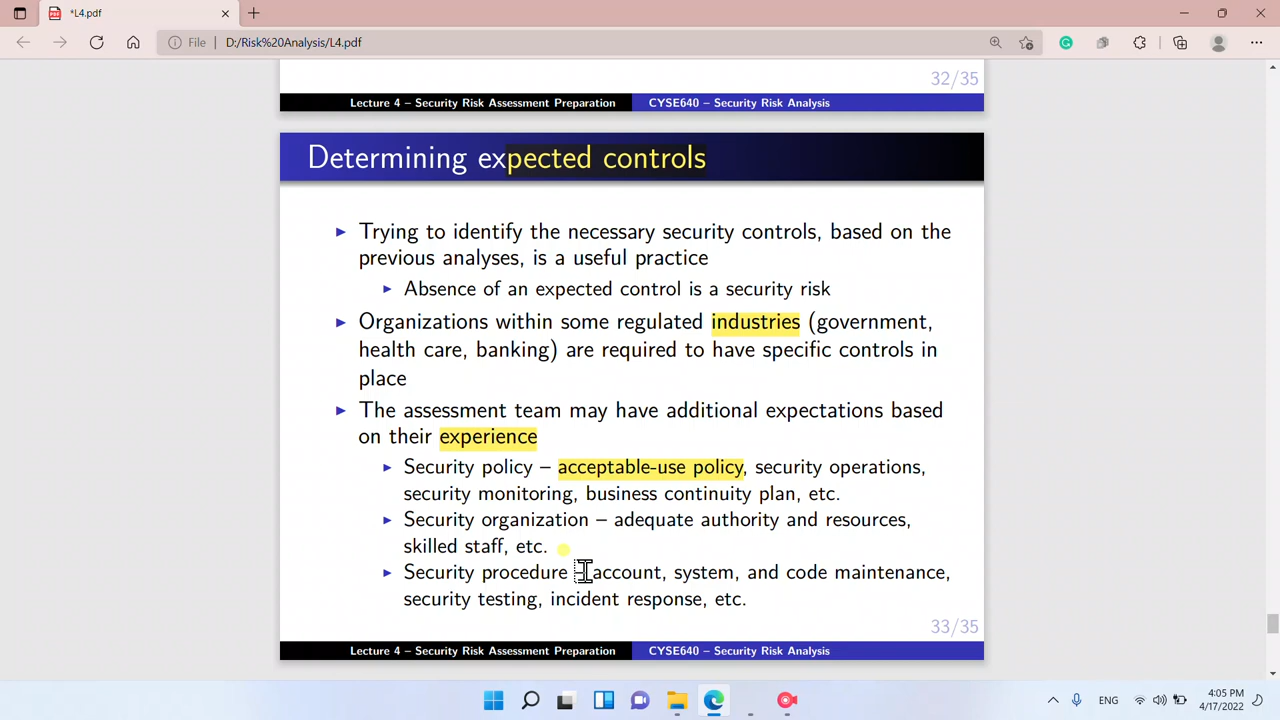 *L4.pdf
File D:/Risk%20Analysis/L4.pdf
32/35
Lecture 4 – Security Risk Assessment Preparation CYSE640 – Security Risk Analysis
Determining expected controls
Trying to identify the necessary security controls, based on the
previous analyses, is a useful practice
Absence of an expected control is a security risk
Organizations within some regulated industries (government,
health care, banking) are required to have specific controls in
place
The assessment team may have additional expectations based
on their experience
Security policy – acceptable-use policy, security operations,
security monitoring, business continuity plan, etc.
Security organization – adequate authority and resources,
skilled staff, etc.
Security procedure – account, system, and code maintenance,
security testing, incident response, etc.
33/35
Lecture 4 – Security Risk Assessment Preparation CYSE640 – Security Risk Analysis
ENG
4:05 PM
4/17/2022